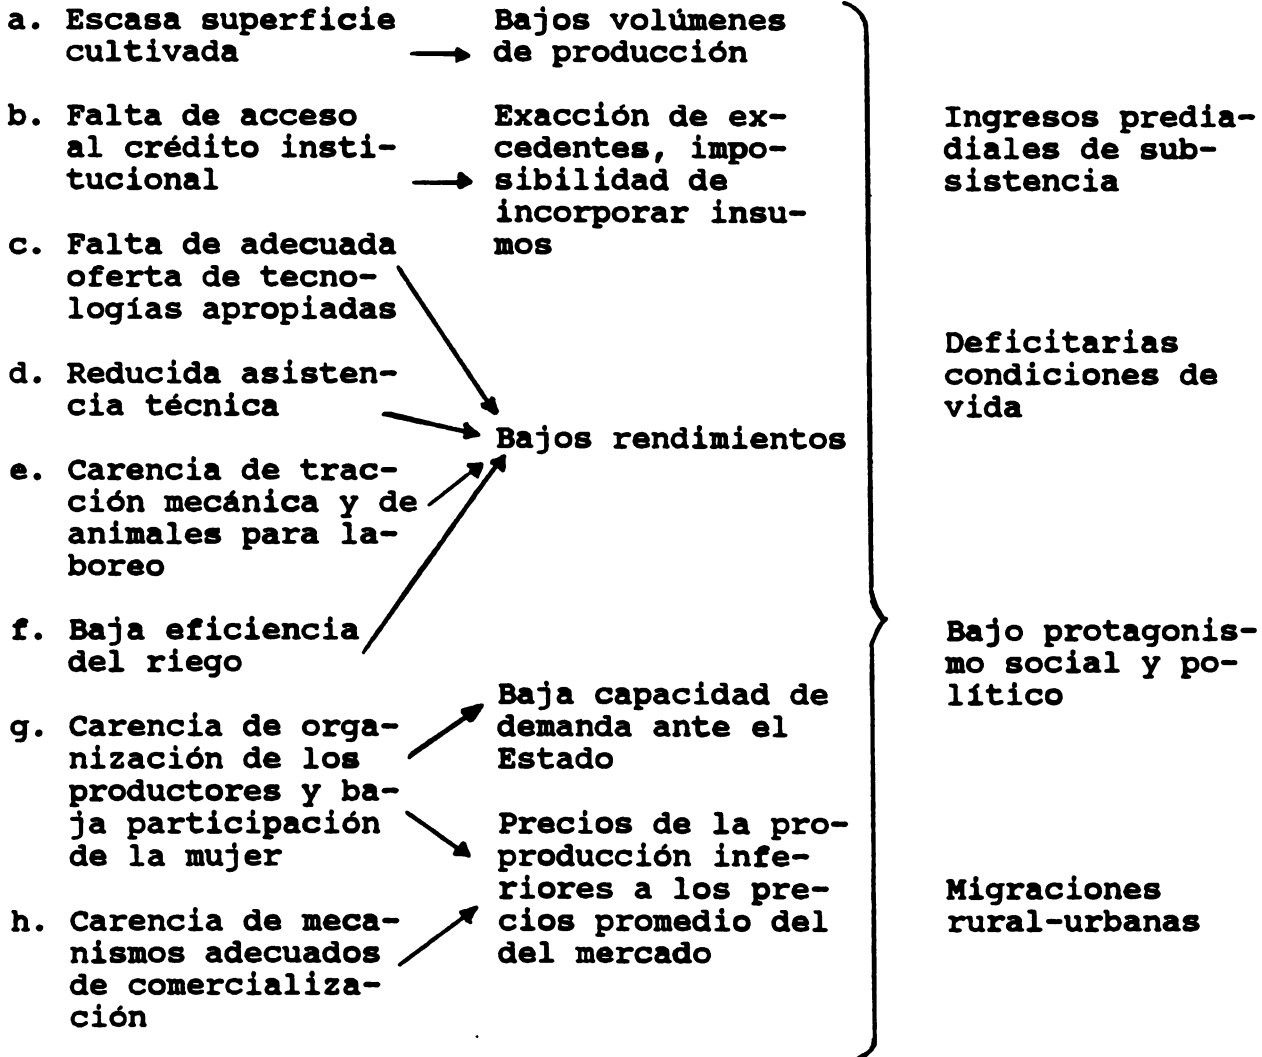 a. Escasa superficie
cultivada
Bajos volúmenes
de producción
b. Falta de acceso
al crédito insti-
tucional
Exacción de ex-
cedentes, impo-
sibilidad de
incorporar insu-
mos
c. Falta de adecuada
oferta de tecno-
logías apropiadas
d. Reducida asisten-
cia técnica
e. Carencia de trac-
ción mecánica y de
animales para la-
boreo
f. Baja eficiencia
del riego
Bajos rendimientos
g. Carencia de orga-
nización de los
productores y ba-
ja participación
de la mujer
Baja capacidad de
demanda ante el
Estado
h. Carencia de meca-
nismos adecuados
de comercializa-
ción
Precios de la pro-
producción infe-
riores a los pre-
cios promedio del
del mercado
Ingresos predia-
diales de sub-
sistencia
Deficitarias
condiciones de
vida
Bajo protagonis-
mo social y po-
lítico
Migraciones
rural-urbanas